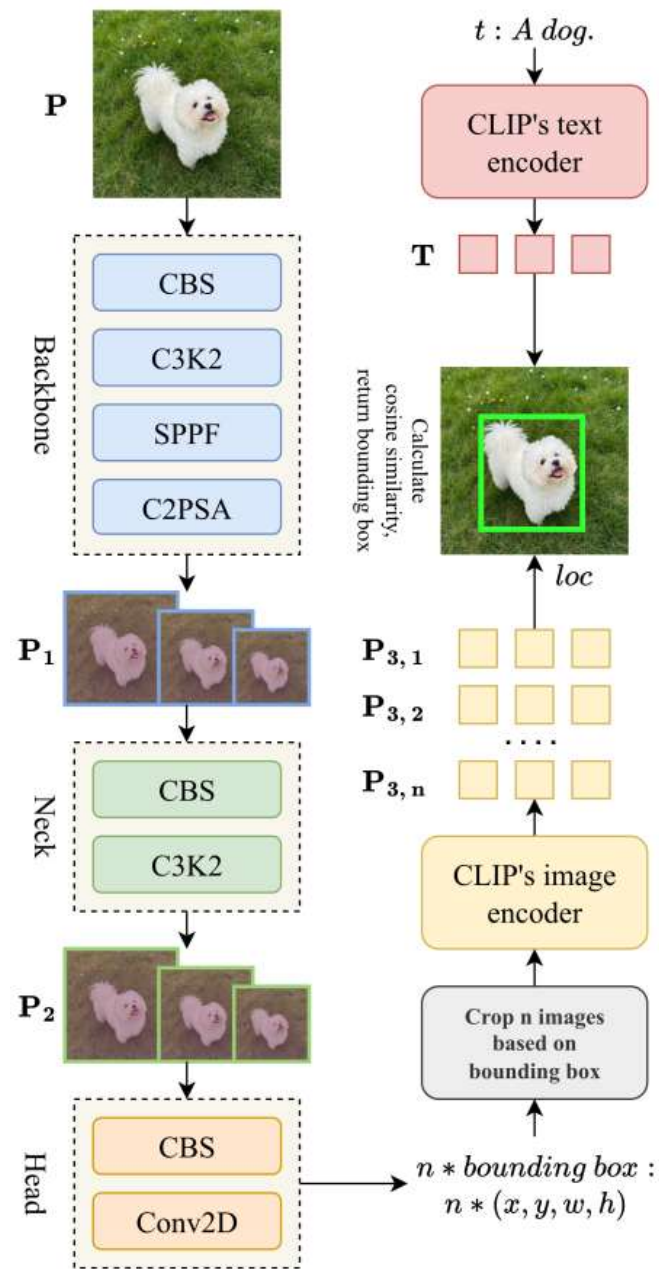 P
Backbone
CBS
C3K2
SPPF
C2PSA
P₁
Neck
CBS
C3K2
P₂
Head
CBS
Conv2D
n * bounding box :
n * (x, y, w, h)
Crop n images
based on
bounding box
CLIP's image
encoder
P₃,₁
P₃,₂
. . . .
P₃,ₙ
loc
Calculate
cosine similarity,
return bounding box
t : A dog.
CLIP's text
encoder
T